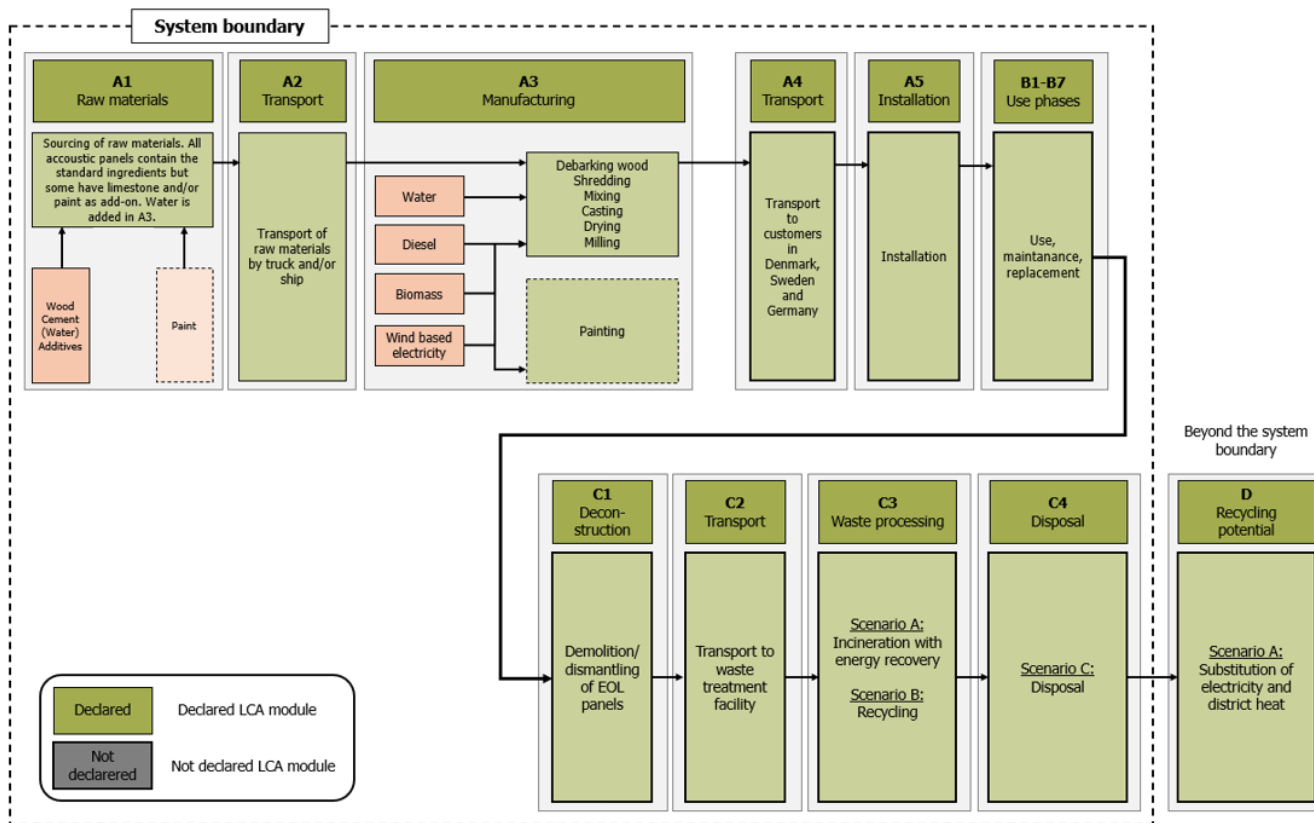 System boundary
A1
Raw materials
A2
Transport
A3
Manufacturing
A4
Transport
A5
Installation
B1-B7
Use phases
Sourcing of raw materials. All
accoustic panels contain the
standard ingredients but
some have limestone and/or
paint as add-on. Water is
added in A3.
Wood
Cement
(Water)
Additives
Paint
Transport of
raw materials
by truck and/or
ship
Water
Diesel
Biomass
Wind based
electricity
Debarking wood
Shredding
Mixing
Casting
Drying
Milling
Painting
Transport
to
customers
in
Denmark,
Sweden
and
Germany
Installation
Use,
maintanance,
replacement
Beyond the system
boundary
C1
Decon-
struction
C2
Transport
C3
Waste processing
C4
Disposal
D
Recycling
potential
Demolition/
dismantling
of EOL
panels
Transport to
waste
treatment
facility
Scenario A:
Incineration with
energy recovery
Scenario B:
Recycling
Scenario C:
Disposal
Scenario A:
Substitution of
electricity and
district heat
Declared
Declared LCA module
Not
declarered
Not declared LCA module